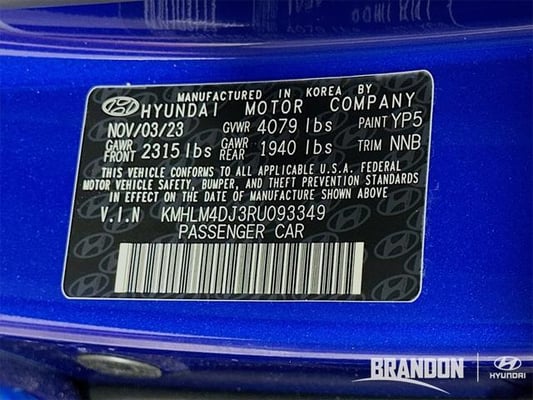 MANUFACTURED IN KOREA BY
HYUNDAI MOTOR COMPANY
NOV/03/23 GVWR 4079 lbs PAINT YP5
GAWR FRONT 2315 lbs GAWR REAR 1940 lbs TRIM NNB
THIS VEHICLE CONFORMS TO ALL APPLICABLE U.S.A. FEDERAL
MOTOR VEHICLE SAFETY, BUMPER, AND THEFT PREVENTION
STANDARDS IN EFFECT ON THE DATE OF MANUFACTURE SHOWN ABOVE.
V.I.N KMHLM4DJ3RU093349
PASSENGER CAR
BRANDON HYUNDAI